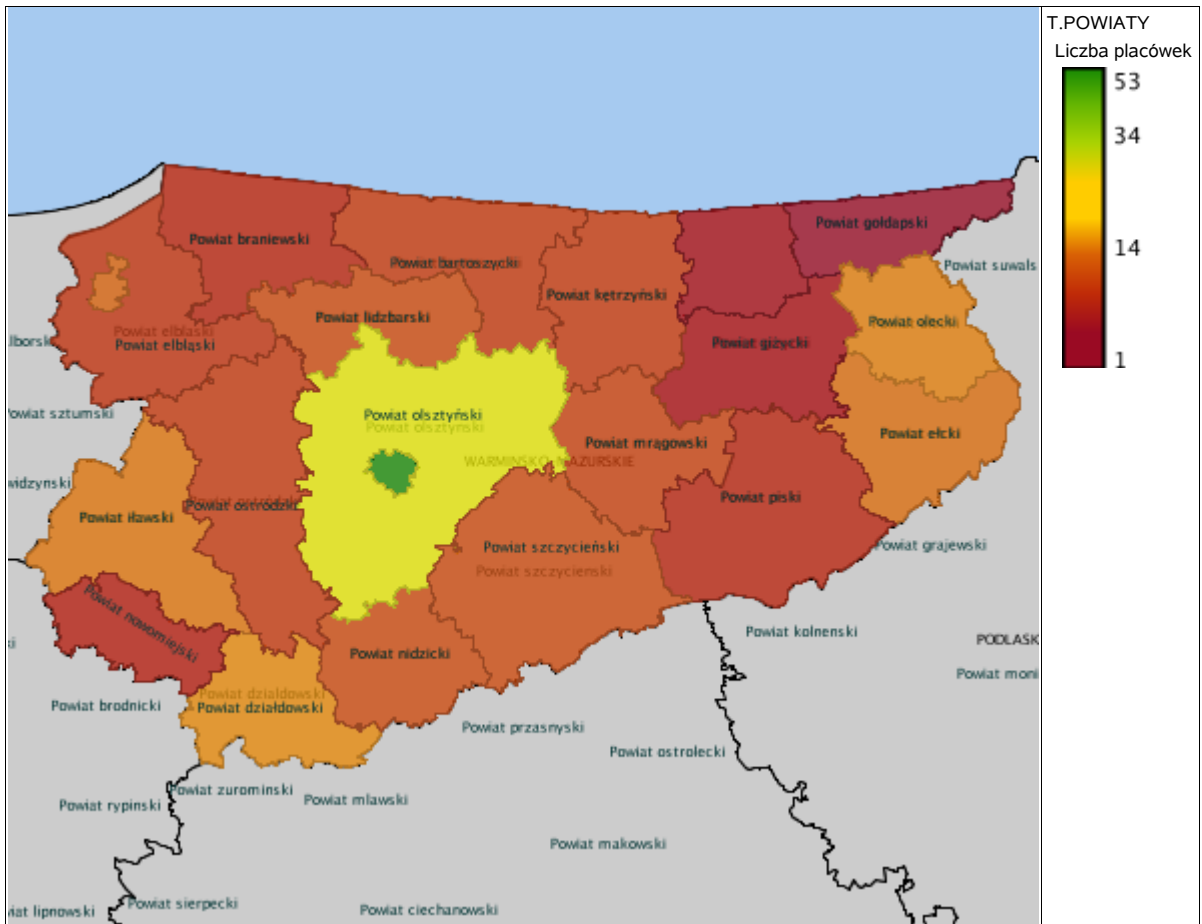 T.POWIATY
Liczba placówek
53
34
14
1
Powiat gołdapski
Powiat braniewski
Powiat bartoszycki
Powiat suwals
Powiat kętrzyński
Powiat lidzbarski
Powiat olecki
Powiat elblaski
Powiat elbląski
lborsk
Powiat giżycki
Powiat sztumski
Powiat olsztyński
Powiat olsztyński
Powiat ełcki
Powiat mrągowski
WARMIŃSKO-MAZURSKIE
widzynski
Powiat piski
Powiat ostródzki
Powiat iławski
Powiat szczycieński
Powiat grajewski
Powiat szczycienski
Powiat nowomiejski
Powiat kolnenski
PODLASK
ki
Powiat nidzicki
Powiat moni
Powiat dzialdowski
Powiat działdowski
Powiat brodnicki
Powiat przasnyski
Powiat ostrolecki
Powiat zurominski
Powiat mlawski
Powiat rypinski
Powiat makowski
Powiat sierpecki
iat lipnowski
Powiat ciechanowski